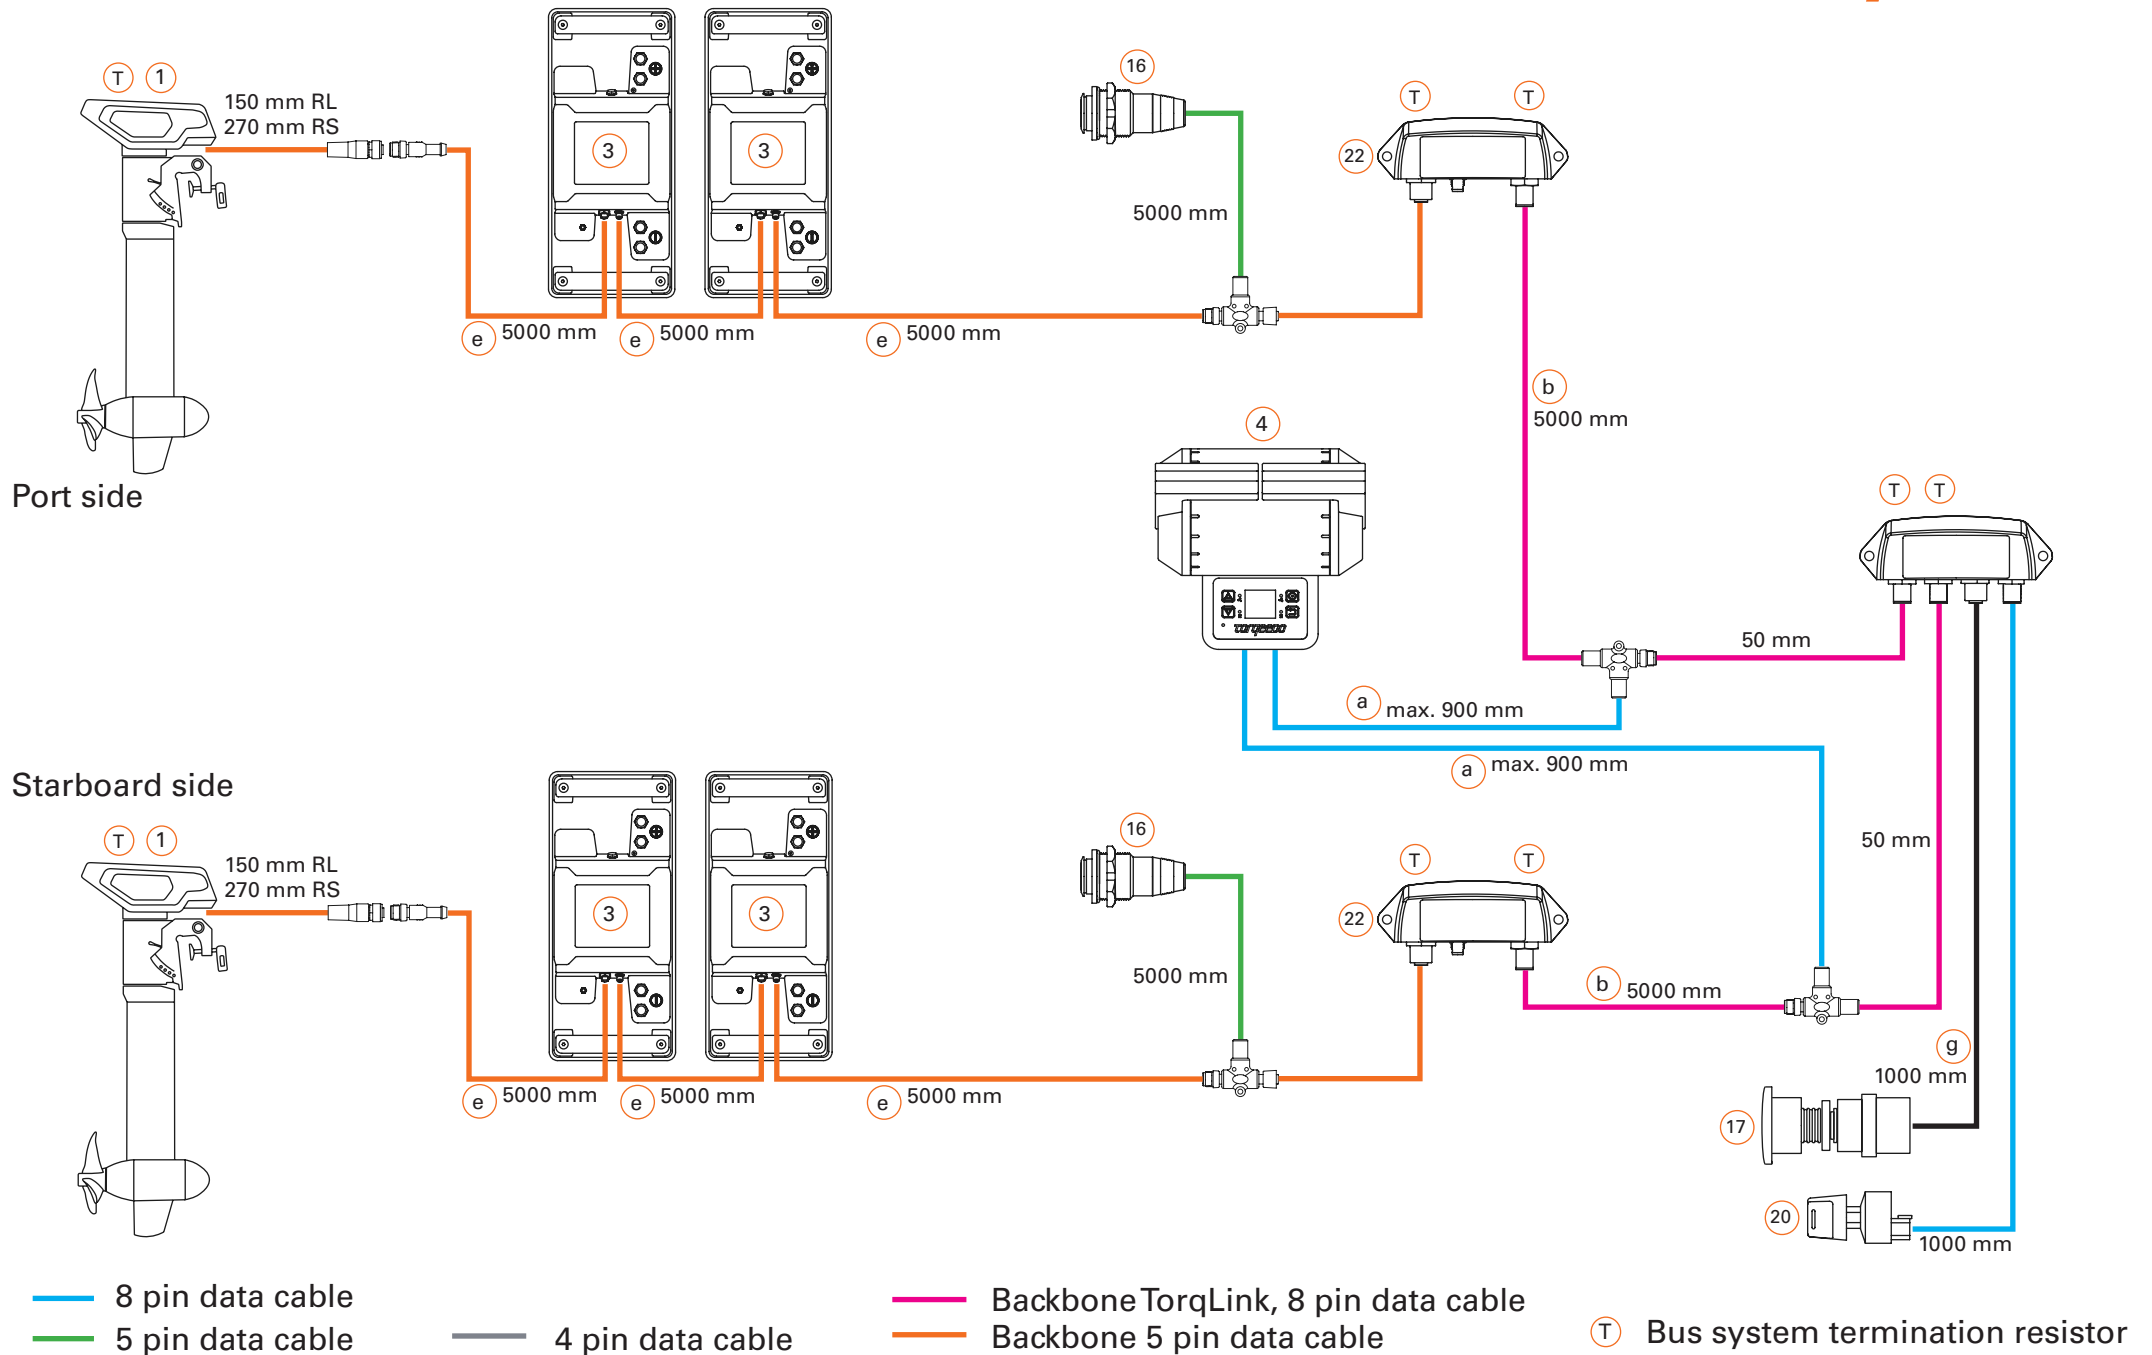 T 1
150 mm RL
270 mm RS
3
3
16
5000 mm
T
T
22
e 5000 mm
e 5000 mm
e 5000 mm
b
5000 mm
Port side
4
Torqeedo
T T
50 mm
a max. 900 mm
a max. 900 mm
50 mm
Starboard side
T 1
150 mm RL
270 mm RS
3
3
16
5000 mm
T
T
22
b 5000 mm
e 5000 mm
e 5000 mm
e 5000 mm
g
1000 mm
17
20
1000 mm
8 pin data cable
5 pin data cable
4 pin data cable
Backbone TorqLink, 8 pin data cable
Backbone 5 pin data cable
T Bus system termination resistor